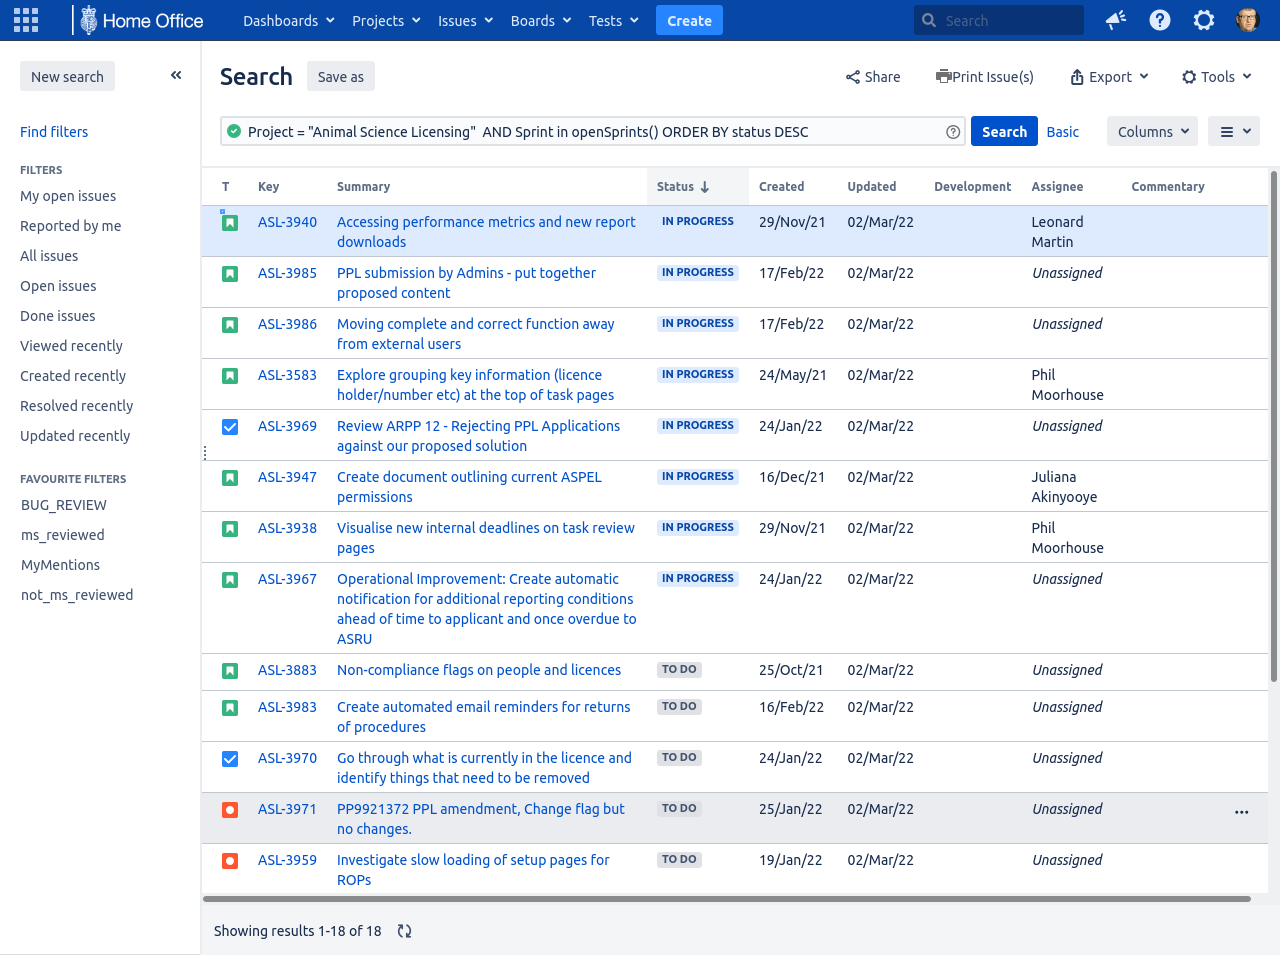 Home Office Dashboards Projects Issues Boards Tests Create Search
New search
Search Save as Share Print Issue(s) Export Tools
Project = "Animal Science Licensing"  AND Sprint in openSprints() ORDER BY status DESC Search Basic Columns
Find filters
FILTERS
My open issues
Reported by me
All issues
Open issues
Done issues
Viewed recently
Created recently
Resolved recently
Updated recently
FAVOURITE FILTERS
BUG_REVIEW
ms_reviewed
MyMentions
not_ms_reviewed
T Key Summary Status Created Updated Development Assignee Commentary
ASL-3940 Accessing performance metrics and new report IN PROGRESS 29/Nov/21 02/Mar/22 Leonard
downloads Martin
ASL-3985 PPL submission by Admins - put together IN PROGRESS 17/Feb/22 02/Mar/22 Unassigned
proposed content
ASL-3986 Moving complete and correct function away IN PROGRESS 17/Feb/22 02/Mar/22 Unassigned
from external users
ASL-3583 Explore grouping key information (licence IN PROGRESS 24/May/21 02/Mar/22 Phil
holder/number etc) at the top of task pages Moorhouse
ASL-3969 Review ARPP 12 - Rejecting PPL Applications IN PROGRESS 24/Jan/22 02/Mar/22 Unassigned
against our proposed solution
ASL-3947 Create document outlining current ASPEL IN PROGRESS 16/Dec/21 02/Mar/22 Juliana
permissions Akinyooye
ASL-3938 Visualise new internal deadlines on task review IN PROGRESS 29/Nov/21 02/Mar/22 Phil
pages Moorhouse
ASL-3967 Operational Improvement: Create automatic IN PROGRESS 24/Jan/22 02/Mar/22 Unassigned
notification for additional reporting conditions
ahead of time to applicant and once overdue to
ASRU
ASL-3883 Non-compliance flags on people and licences TO DO 25/Oct/21 02/Mar/22 Unassigned
ASL-3983 Create automated email reminders for returns TO DO 16/Feb/22 02/Mar/22 Unassigned
of procedures
ASL-3970 Go through what is currently in the licence and TO DO 24/Jan/22 02/Mar/22 Unassigned
identify things that need to be removed
ASL-3971 PP9921372 PPL amendment, Change flag but TO DO 25/Jan/22 02/Mar/22 Unassigned
no changes.
ASL-3959 Investigate slow loading of setup pages for TO DO 19/Jan/22 02/Mar/22 Unassigned
ROPs
Showing results 1-18 of 18